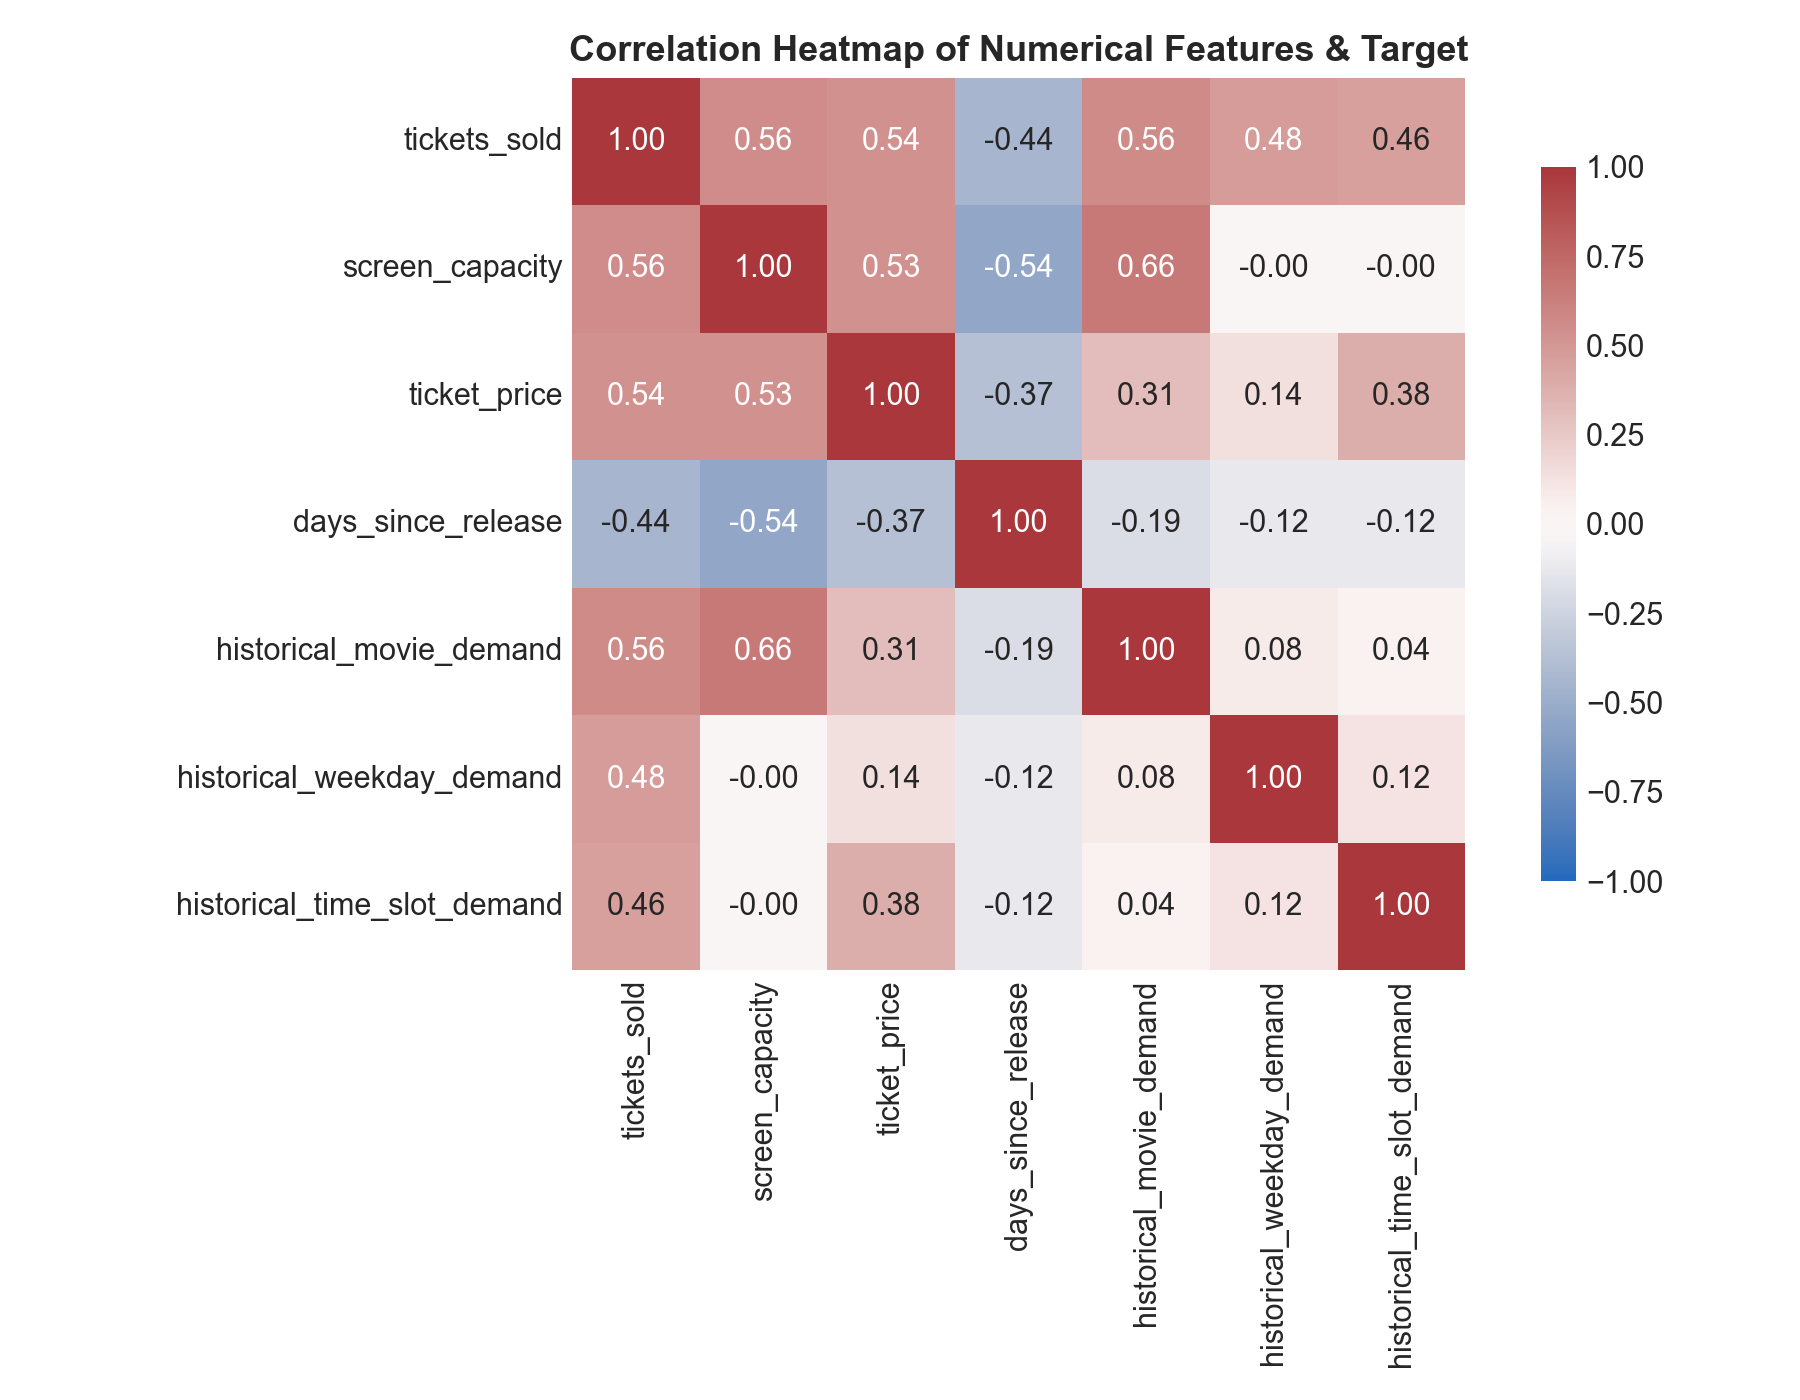 Correlation Heatmap of Numerical Features & Target
tickets_sold 1.00 0.56 0.54 -0.44 0.56 0.48 0.46
screen_capacity 0.56 1.00 0.53 -0.54 0.66 -0.00 -0.00
ticket_price 0.54 0.53 1.00 -0.37 0.31 0.14 0.38
days_since_release -0.44 -0.54 -0.37 1.00 -0.19 -0.12 -0.12
historical_movie_demand 0.56 0.66 0.31 -0.19 1.00 0.08 0.04
historical_weekday_demand 0.48 -0.00 0.14 -0.12 0.08 1.00 0.12
historical_time_slot_demand 0.46 -0.00 0.38 -0.12 0.04 0.12 1.00
tickets_sold
screen_capacity
ticket_price
days_since_release
historical_movie_demand
historical_weekday_demand
historical_time_slot_demand
1.00
0.75
0.50
0.25
0.00
−0.25
−0.50
−0.75
−1.00